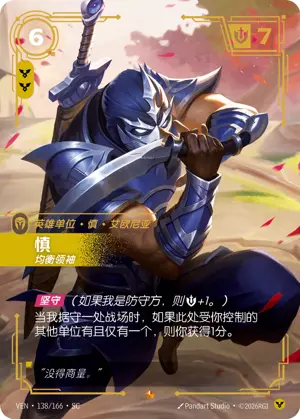 6
7
英雄单位·慎·艾欧尼亚
慎
均衡领袖
坚守（如果我是防守方，则+1。）
当我据守一处战场时，如果此处受你控制的
其他单位有且仅有一个，则你获得1分。
“没得商量。”
VEN · 138/166 · SC
Pandart Studio
©2026RGI